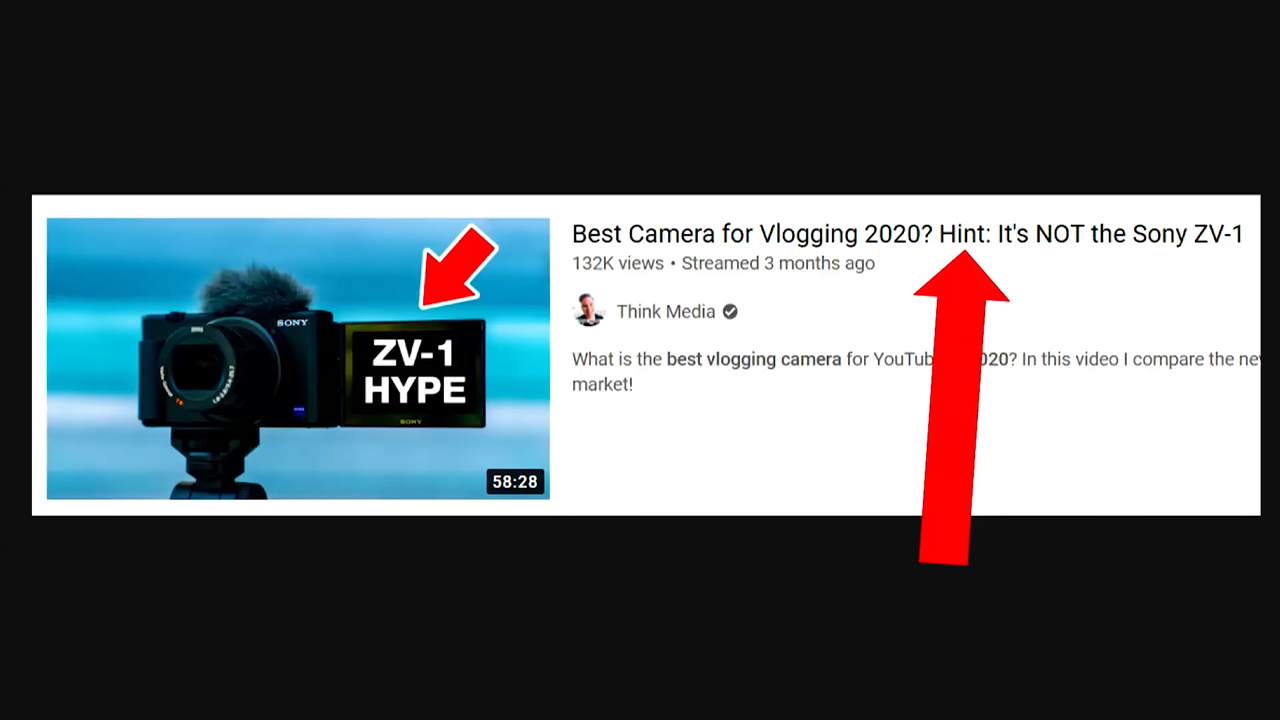 Best Camera for Vlogging 2020? Hint: It's NOT the Sony ZV-1
132K views • Streamed 3 months ago
Think Media
What is the best vlogging camera for YouTub 020? In this video I compare the ne
market!
SONY
ZV-1
HYPE
SONY
58:28